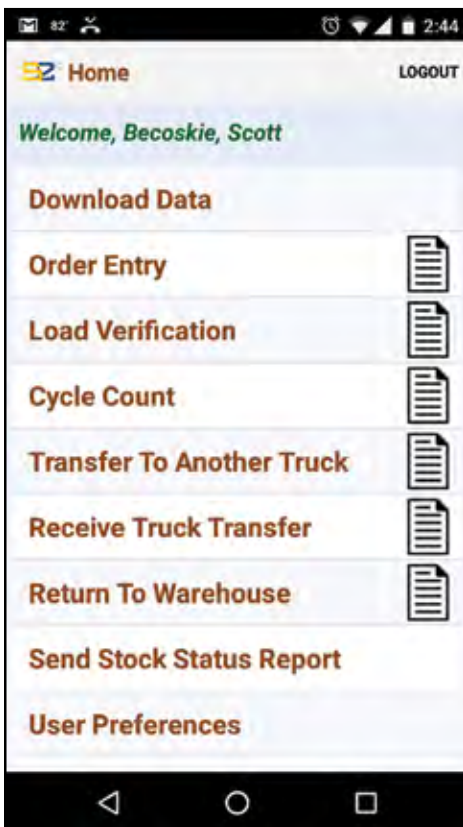 82° 2:44
52 Home LOGOUT
Welcome, Becoskie, Scott
Download Data
Order Entry
Load Verification
Cycle Count
Transfer To Another Truck
Receive Truck Transfer
Return To Warehouse
Send Stock Status Report
User Preferences